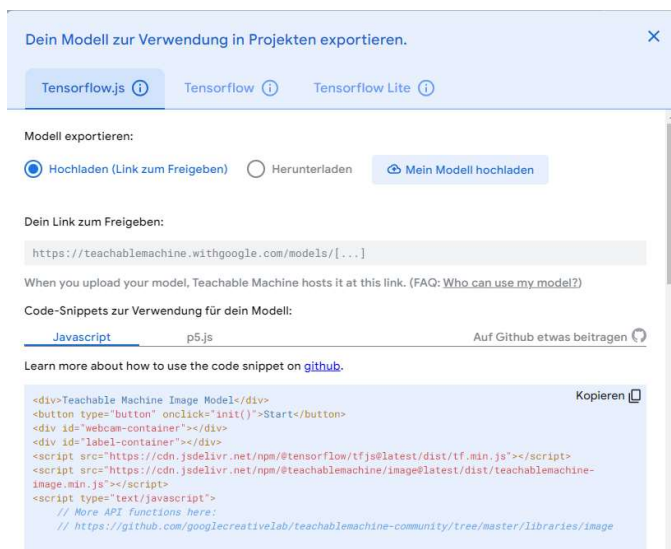 Dein Modell zur Verwendung in Projekten exportieren.
Tensorflow.js
Tensorflow
Tensorflow Lite
Modell exportieren:
Hochladen (Link zum Freigeben)
Herunterladen
Mein Modell hochladen
Dein Link zum Freigeben:
https://teachablemachine.withgoogle.com/models/[...]
When you upload your model, Teachable Machine hosts it at this link. (FAQ: Who can use my model?)
Code-Snippets zur Verwendung für dein Modell:
Javascript
p5.js
Auf Github etwas beitragen
Learn more about how to use the code snippet on github.
Kopieren
<div>Teachable Machine Image Model</div>
<button type="button" onclick="init()">Start</button>
<div id="webcam-container"></div>
<div id="label-container"></div>
<script src="https://cdn.jsdelivr.net/npm/@tensorflow/tfjs@latest/dist/tf.min.js"></script>
<script src="https://cdn.jsdelivr.net/npm/@teachablemachine/image@latest/dist/teachablemachine-
image.min.js"></script>
<script type="text/javascript">
// More API functions here:
// https://github.com/googlecreativelab/teachablemachine-community/tree/master/libraries/image